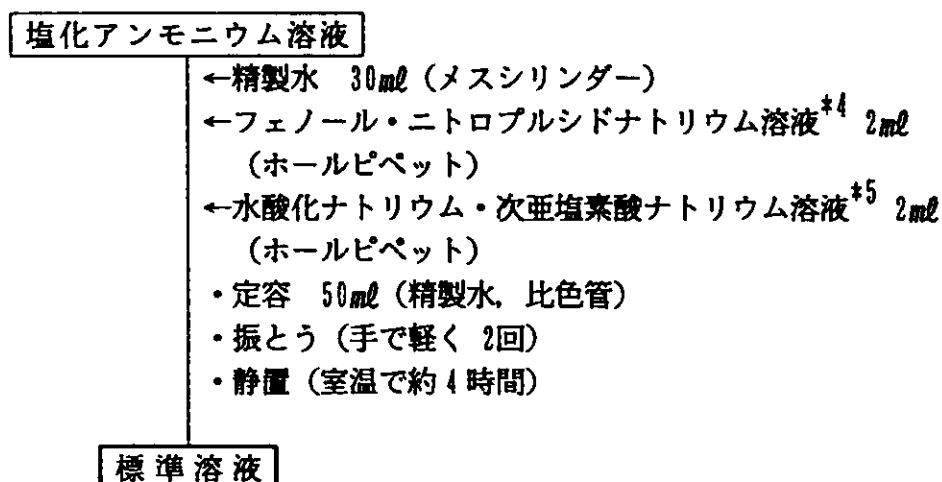 塩化アンモニウム溶液
←精製水 30ml（メスシリンダー）
←フェノール・ニトロプルシドナトリウム溶液*4 2ml
（ホールピペット）
←水酸化ナトリウム・次亜塩素酸ナトリウム溶液*5 2ml
（ホールピペット）
・定容 50ml（精製水，比色管）
・振とう（手で軽く 2回）
・静置（室温で約4時間）
標準溶液